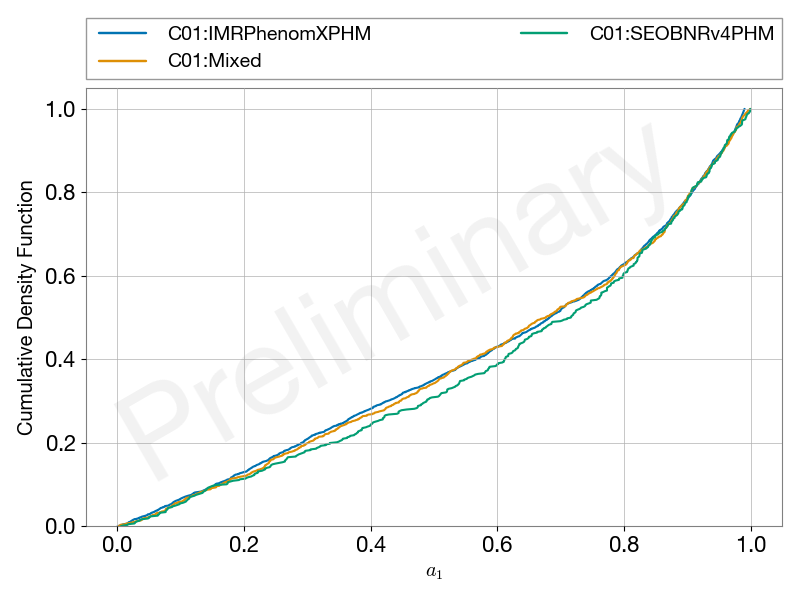 C01:IMRPhenomXPHM
C01:Mixed
C01:SEOBNRv4PHM
Preliminary
Cumulative Density Function
1.0
0.8
0.6
0.4
0.2
0.0
0.0 0.2 0.4 0.6 0.8 1.0
a₁